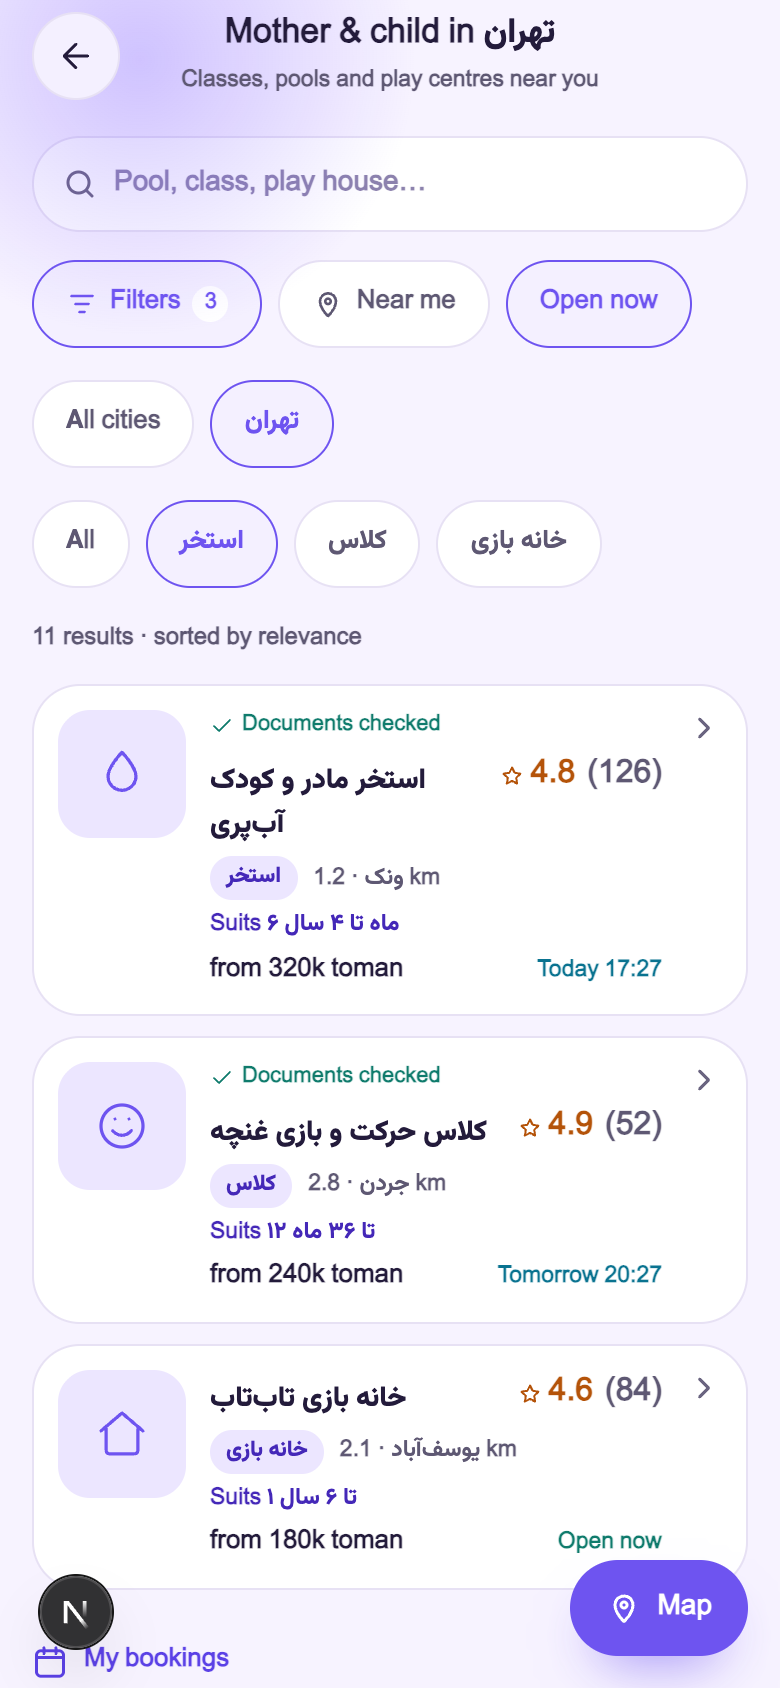 Mother & child in تهران
Classes, pools and play centres near you
Pool, class, play house…
Filters 3
Near me
Open now
All cities
تهران
All
استخر
کلاس
خانه بازی
11 results · sorted by relevance
Documents checked
استخر مادر و کودک
آب‌پری
4.8 (126)
استخر
1.2 · ونک km
Suits ۶ ماه تا ۴ سال
from 320k toman
Today 17:27
Documents checked
کلاس حرکت و بازی غنچه
4.9 (52)
کلاس
2.8 · جردن km
Suits ۱۲ تا ۳۶ ماه
from 240k toman
Tomorrow 20:27
خانه بازی تاب‌تاب
4.6 (84)
خانه بازی
2.1 · یوسف‌آباد km
Suits ۱ تا ۶ سال
from 180k toman
Open now
N
Map
My bookings